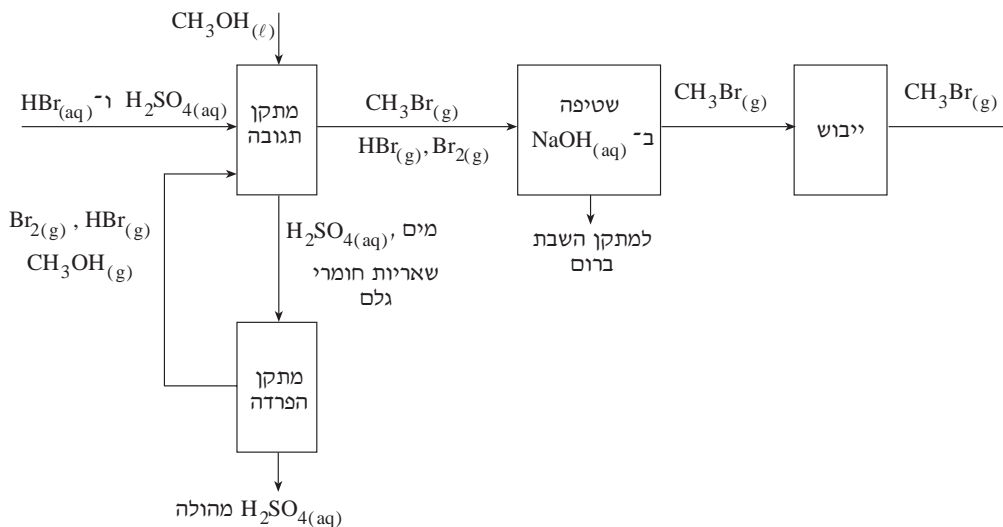 CH₃OH₍ℓ₎
HBr₍aq₎ ו־ H₂SO₄₍aq₎
מתקן
תגובה
CH₃Br₍g₎
HBr₍g₎, Br₂₍g₎
שטיפה
ב־ NaOH₍aq₎
CH₃Br₍g₎
ייבוש
CH₃Br₍g₎
Br₂₍g₎ , HBr₍g₎
CH₃OH₍g₎
מים ,H₂SO₄₍aq₎
שאריות חומרי
גלם
למתקן השבת
ברום
מתקן
הפרדה
H₂SO₄₍aq₎ מהולה